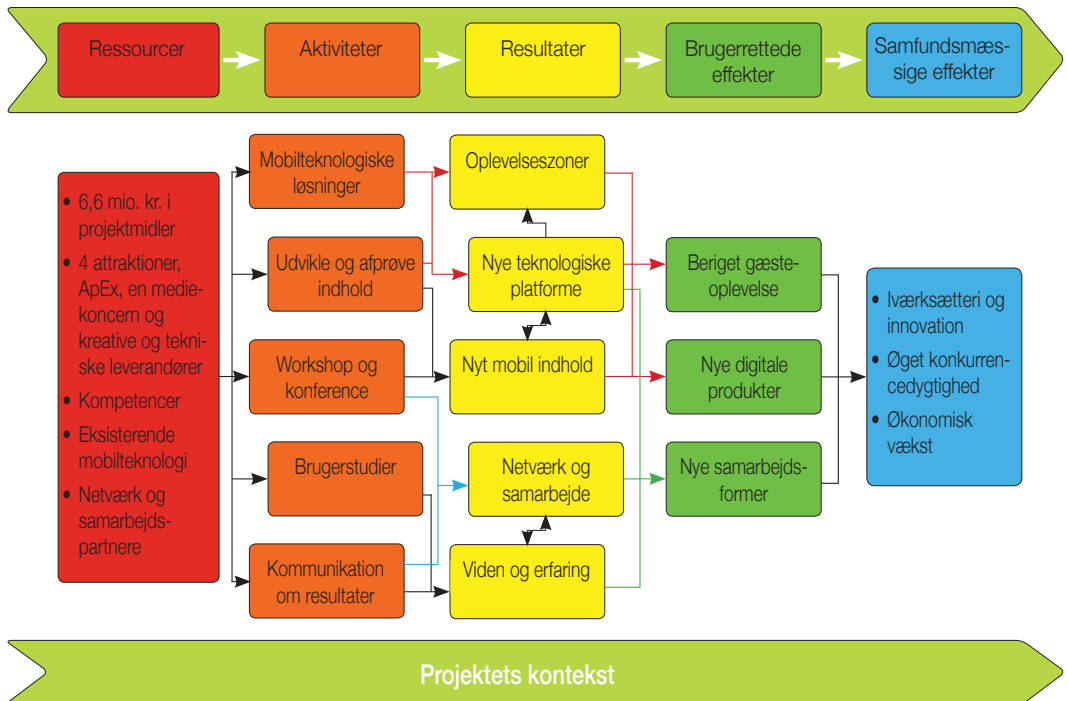 Ressourcer
Aktiviteter
Resultater
Brugerrettede
effekter
Samfundsmæs-
sige effekter
• 6,6 mio. kr. i
projektmidler
• 4 attraktioner,
ApEx, en medie-
koncern og
kreative og tekni-
ske leverandører
• Kompetencer
• Eksisterende
mobilteknologi
• Netværk og
samarbejds-
partnere
Mobilteknologiske
løsninger
Udvikle og afprøve
indhold
Workshop og
konference
Brugerstudier
Kommunikation
om resultater
Oplevelseszoner
Nye teknologiske
platforme
Nyt mobil indhold
Netværk og
samarbejde
Viden og erfaring
Beriget gæste-
oplevelse
Nye digitale
produkter
Nye samarbejds-
former
• Iværksætteri og
innovation
• Øget konkurren-
cedygtighed
• Økonomisk
vækst
Projektets kontekst